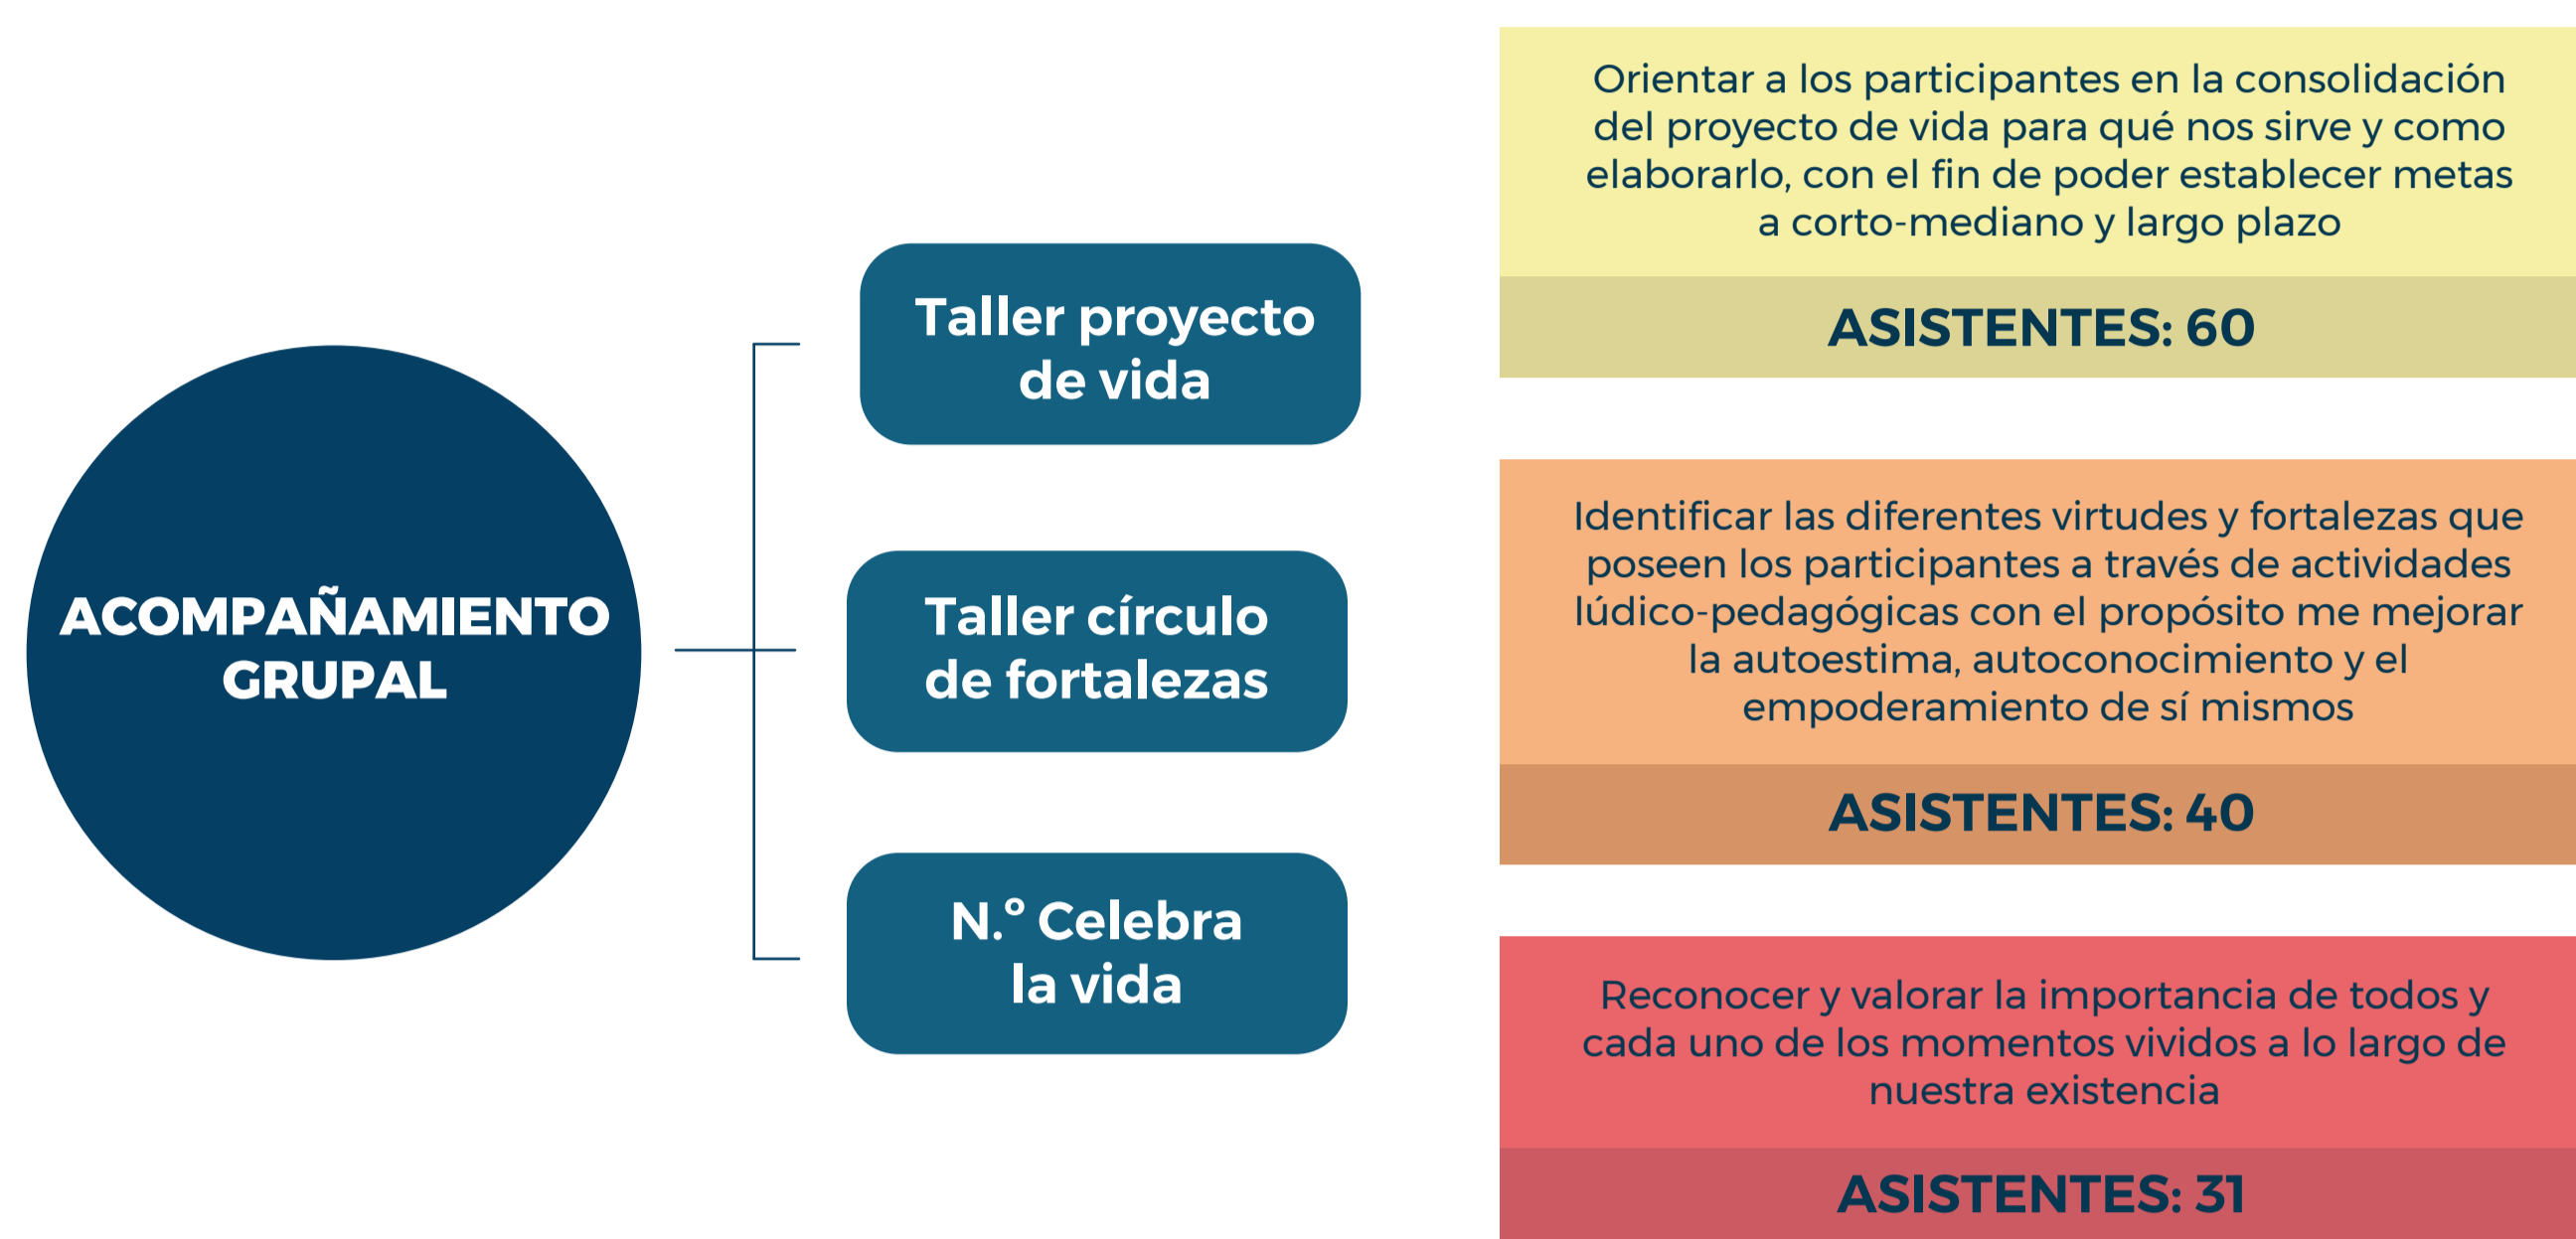 ACOMPAÑAMIENTO
GRUPAL
Taller proyecto
de vida
Orientar a los participantes en la consolidación
del proyecto de vida para qué nos sirve y como
elaborarlo, con el fin de poder establecer metas
a corto-mediano y largo plazo
ASISTENTES: 60
Taller círculo
de fortalezas
Identificar las diferentes virtudes y fortalezas que
poseen los participantes a través de actividades
lúdico-pedagógicas con el propósito me mejorar
la autoestima, autoconocimiento y el
empoderamiento de sí mismos
ASISTENTES: 40
N.º Celebra
la vida
Reconocer y valorar la importancia de todos y
cada uno de los momentos vividos a lo largo de
nuestra existencia
ASISTENTES: 31